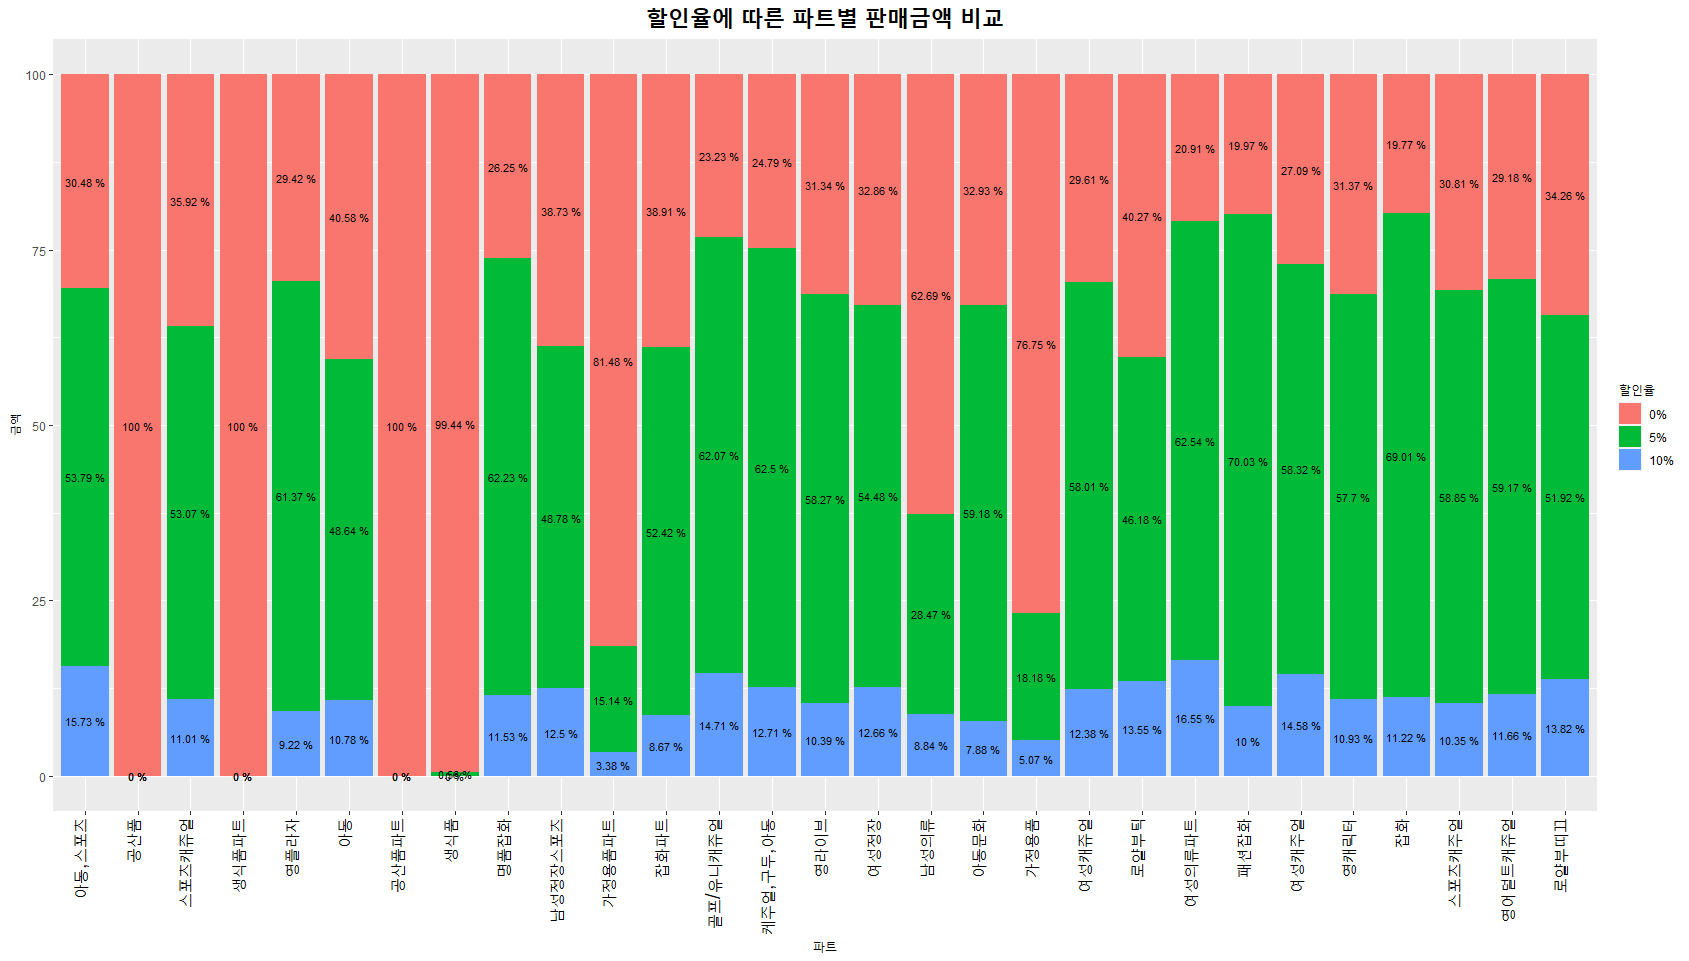 할인율에 따른 파트별 판매금액 비교
금액
100
75
50
25
0
30.48 %
53.79 %
15.73 %
100 %
0 %
35.92 %
53.07 %
11.01 %
100 %
0 %
29.42 %
61.37 %
9.22 %
40.58 %
48.64 %
10.78 %
100 %
0 %
99.44 %
26.25 %
62.23 %
11.53 %
38.73 %
48.78 %
12.5 %
81.48 %
15.14 %
3.38 %
38.91 %
52.42 %
8.67 %
23.23 %
62.07 %
14.71 %
24.79 %
62.5 %
12.71 %
31.34 %
58.27 %
10.39 %
32.86 %
54.48 %
12.66 %
62.69 %
28.47 %
8.84 %
32.93 %
59.18 %
7.88 %
76.75 %
18.18 %
5.07 %
29.61 %
58.01 %
12.38 %
40.27 %
46.18 %
13.55 %
20.91 %
62.54 %
16.55 %
19.97 %
70.03 %
10 %
27.09 %
58.32 %
14.58 %
31.37 %
57.7 %
10.93 %
19.77 %
69.01 %
11.22 %
30.81 %
58.85 %
10.35 %
29.18 %
59.17 %
11.66 %
34.26 %
51.92 %
13.82 %
아동,스포츠
공산품
스포츠캐쥬얼
생식품파트
영플라자
아동
공산품파트
생식품
명품잡화
남성정장스포츠
가정용품파트
잡화파트
골프/유니캐쥬얼
케주얼,구두,아동
영라이브
여성정장
남성의류
아동문화
가정용품
여성캐쥬얼
로얄부틱
여성의류파트
패션잡화
여성캐주얼
영캐릭터
잡화
스포츠캐주얼
영어덜트캐쥬얼
로얄부띠끄
파트
할인율
0%
5%
10%